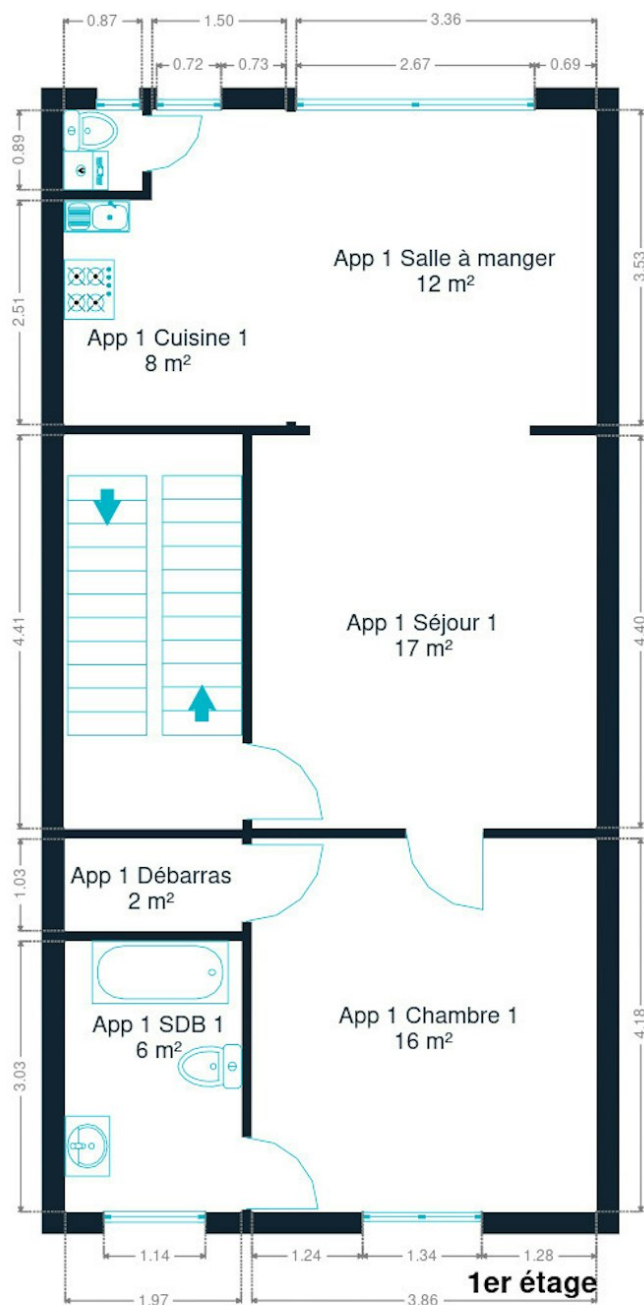 0.87
1.50
3.36
0.72
0.73
2.67
0.69
0.89
3.53
App 1 Salle à manger
12 m²
2.51
App 1 Cuisine 1
8 m²
4.41
App 1 Séjour 1
17 m²
4.40
1.03
App 1 Débarras
2 m²
App 1 SDB 1
6 m²
App 1 Chambre 1
16 m²
4.18
3.03
1.14
1.24
1.34
1.28
1.97
3.86
1er étage